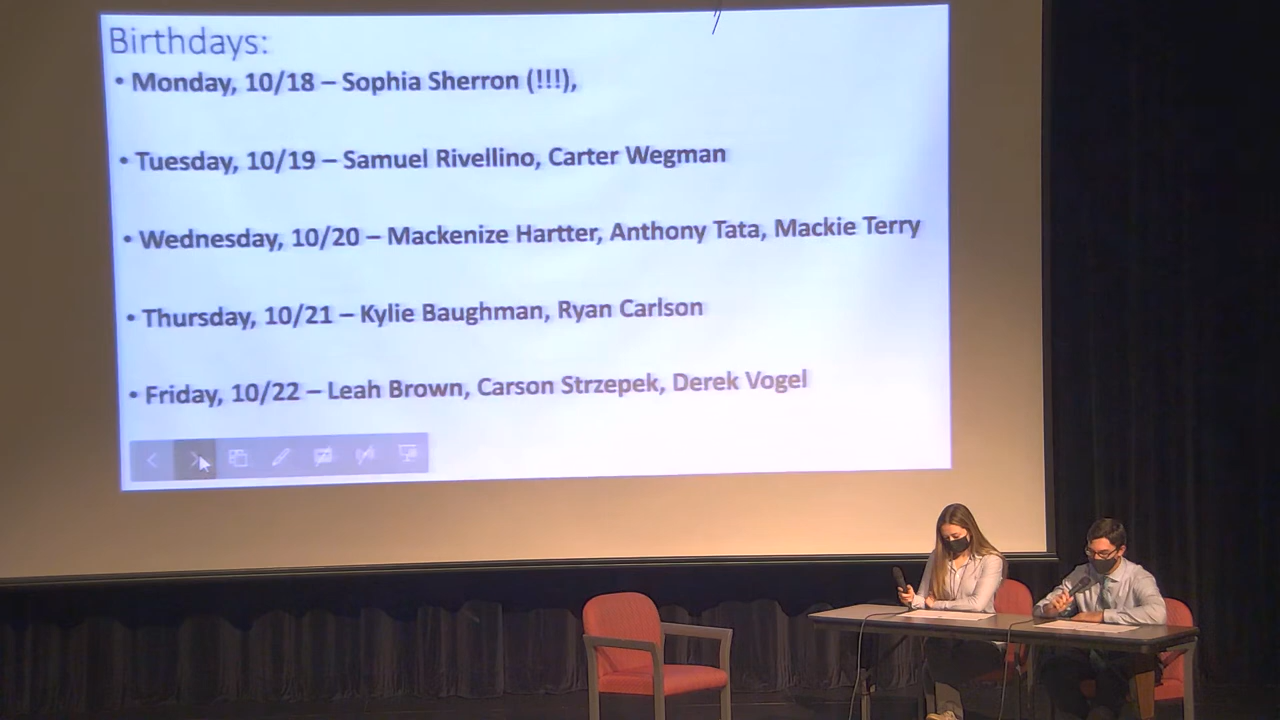 Birthdays:
• Monday, 10/18 – Sophia Sherron (!!!),
• Tuesday, 10/19 – Samuel Rivellino, Carter Wegman
• Wednesday, 10/20 – Mackenize Hartter, Anthony Tata, Mackie Terry
• Thursday, 10/21 – Kylie Baughman, Ryan Carlson
• Friday, 10/22 – Leah Brown, Carson Strzepek, Derek Vogel